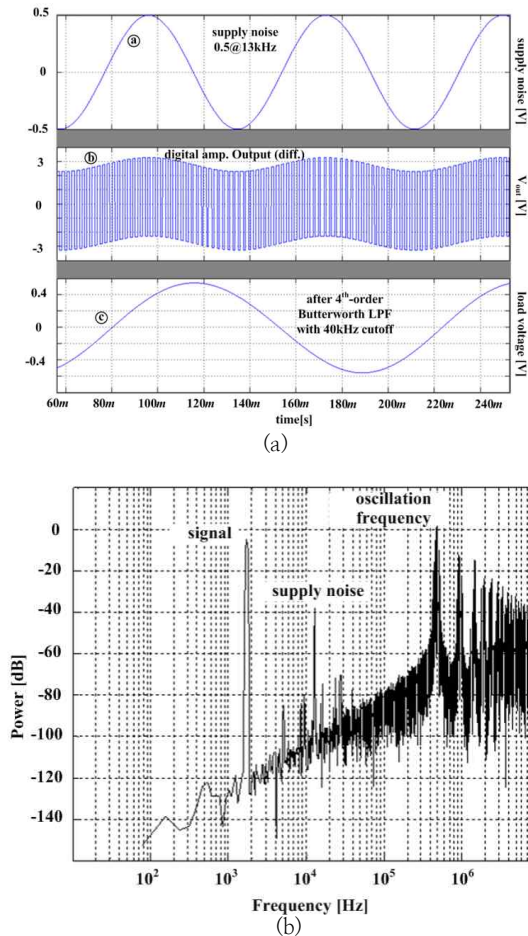 0.5
ⓐ
supply noise
0.5@13kHz
0
-0.5
supply noise [V]
ⓑ
digital amp. Output (diff.)
3
0
-3
Vout [V]
0.4
0
-0.4
ⓒ
after 4th-order
Butterworth LPF
with 40kHz cutoff
load voltage [V]
60m 80m 100m 120m 140m 160m 180m 200m 220m 240m
time[s]
(a)
oscillation
frequency
signal
supply noise
0
-20
-40
-60
-80
-100
-120
-140
Power [dB]
10² 10³ 10⁴ 10⁵ 10⁶
Frequency [Hz]
(b)